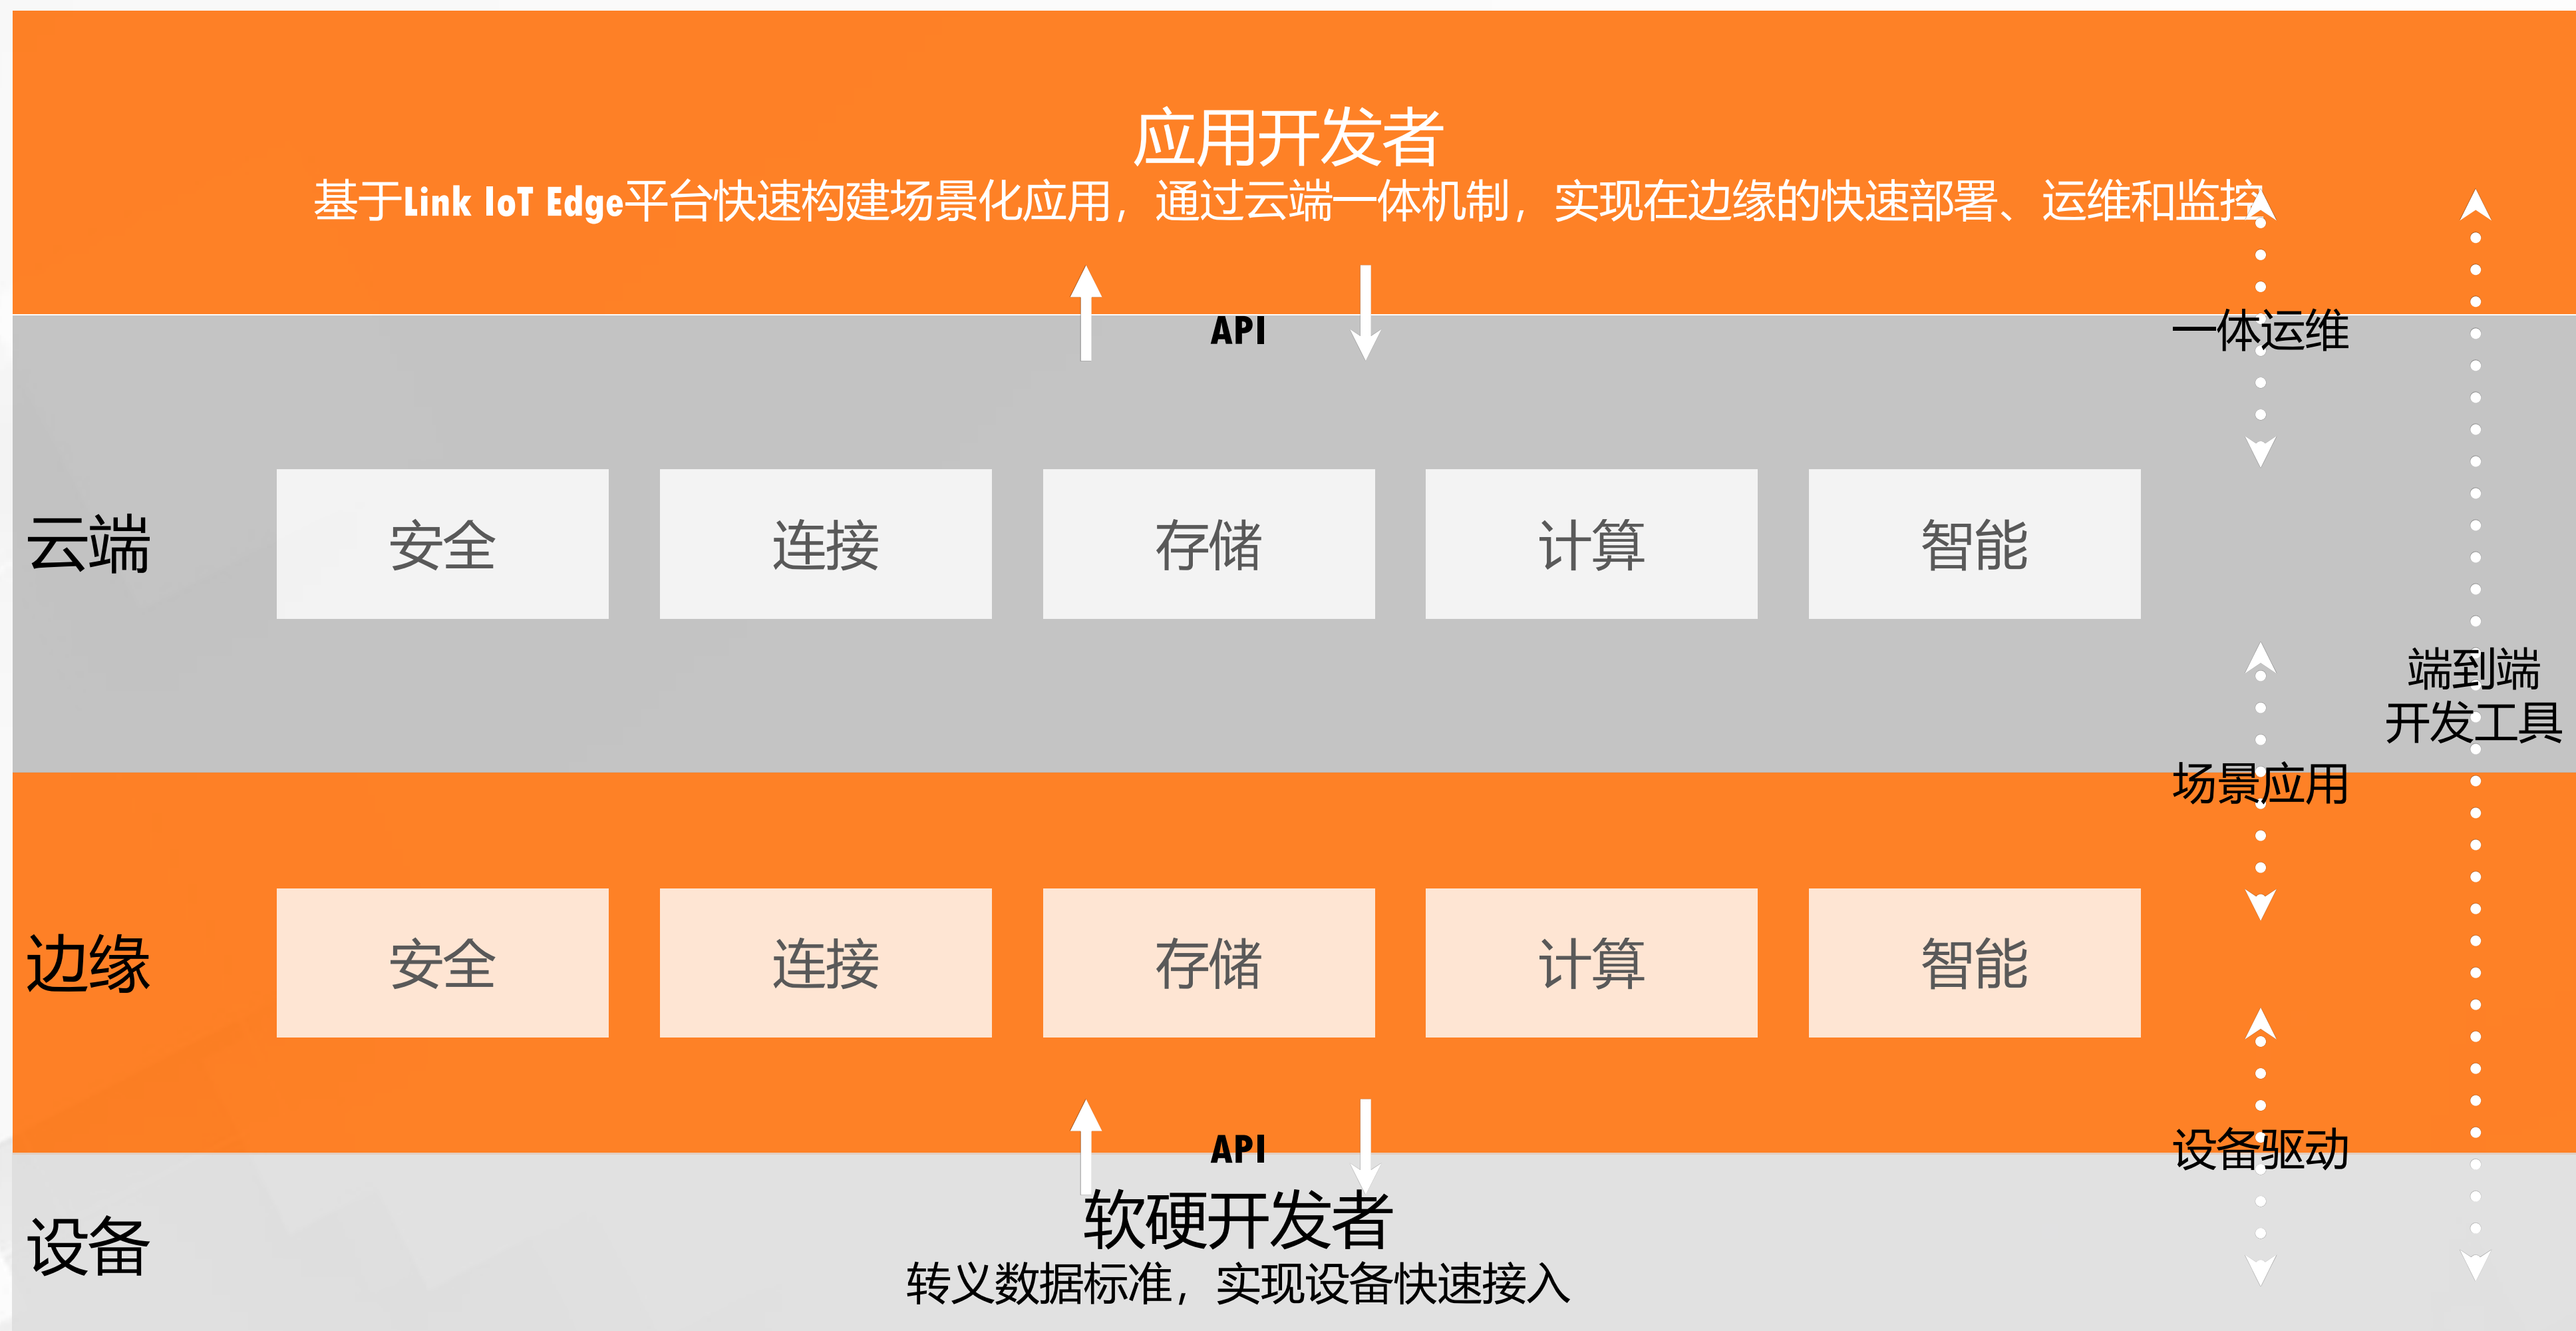 应用开发者
基于Link IoT Edge平台快速构建场景化应用，通过云端一体机制，实现在边缘的快速部署、运维和监控
API
一体运维
云端
安全
连接
存储
计算
智能
端到端
开发工具
场景应用
边缘
安全
连接
存储
计算
智能
API
设备驱动
设备
软硬开发者
转义数据标准，实现设备快速接入